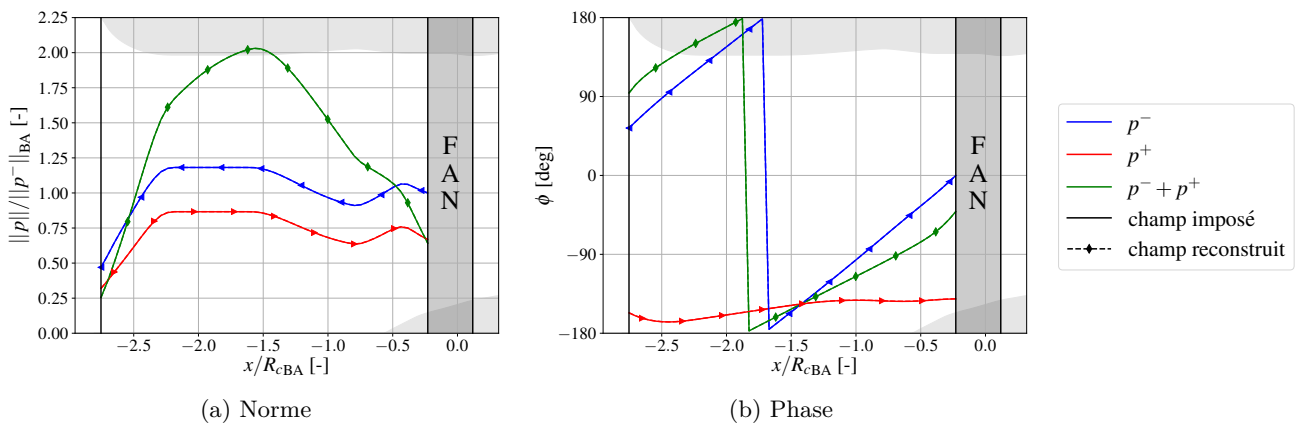 2.25
2.00
1.75
1.50
1.25
1.00
0.75
0.50
0.25
0.00
||p||/||p⁻||BA [-]
−2.5
−2.0
−1.5
−1.0
−0.5
0.0
x/RcBA [-]
F
A
N
(a) Norme
180
90
0
−90
−180
ϕ [deg]
−2.5
−2.0
−1.5
−1.0
−0.5
0.0
x/RcBA [-]
F
A
N
(b) Phase
p⁻
p⁺
p⁻ + p⁺
champ imposé
champ reconstruit